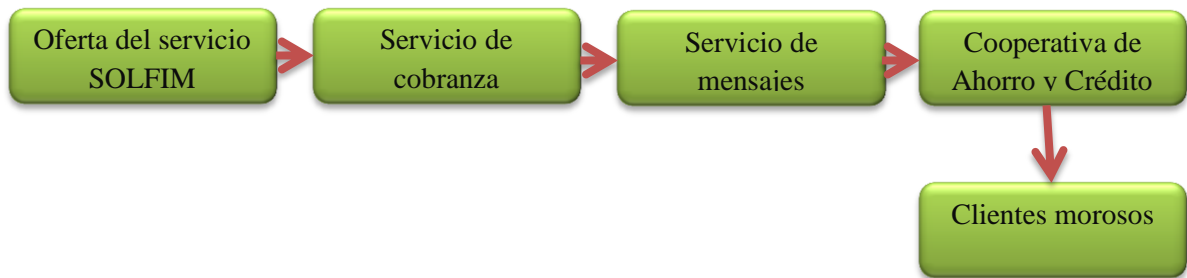 Oferta del servicio
SOLFIM
Servicio de
cobranza
Servicio de
mensajes
Cooperativa de
Ahorro y Crédito
Clientes morosos